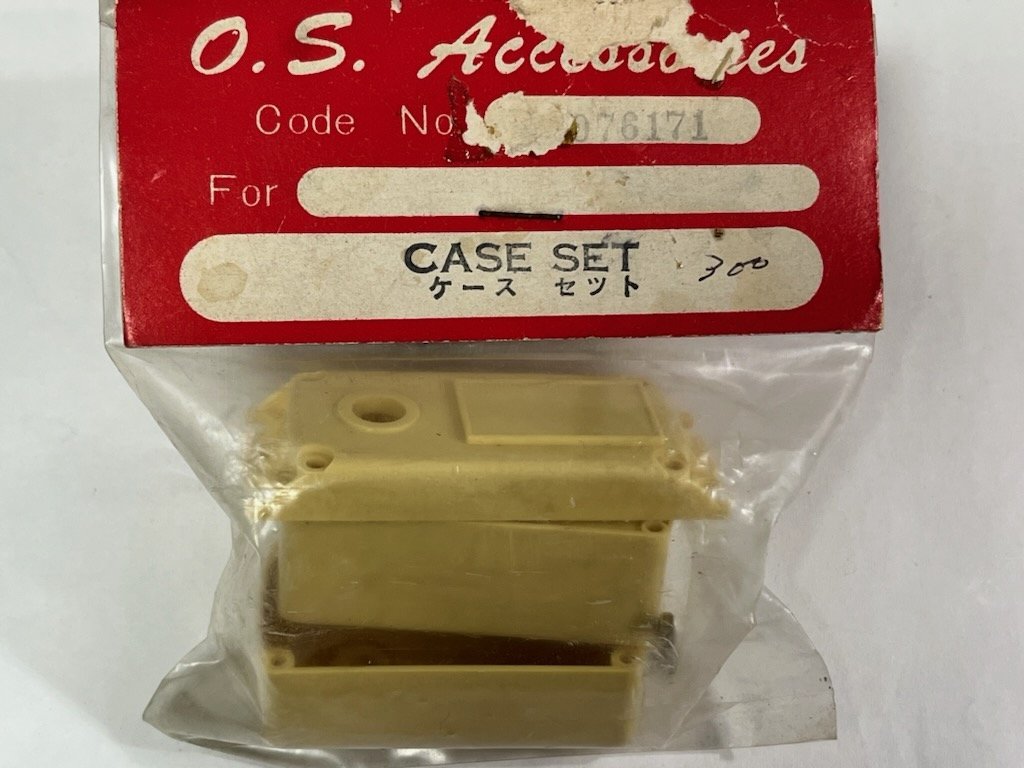 O.S. Accessories
Code No. 076171
For
CASE SET 300
ケース セット